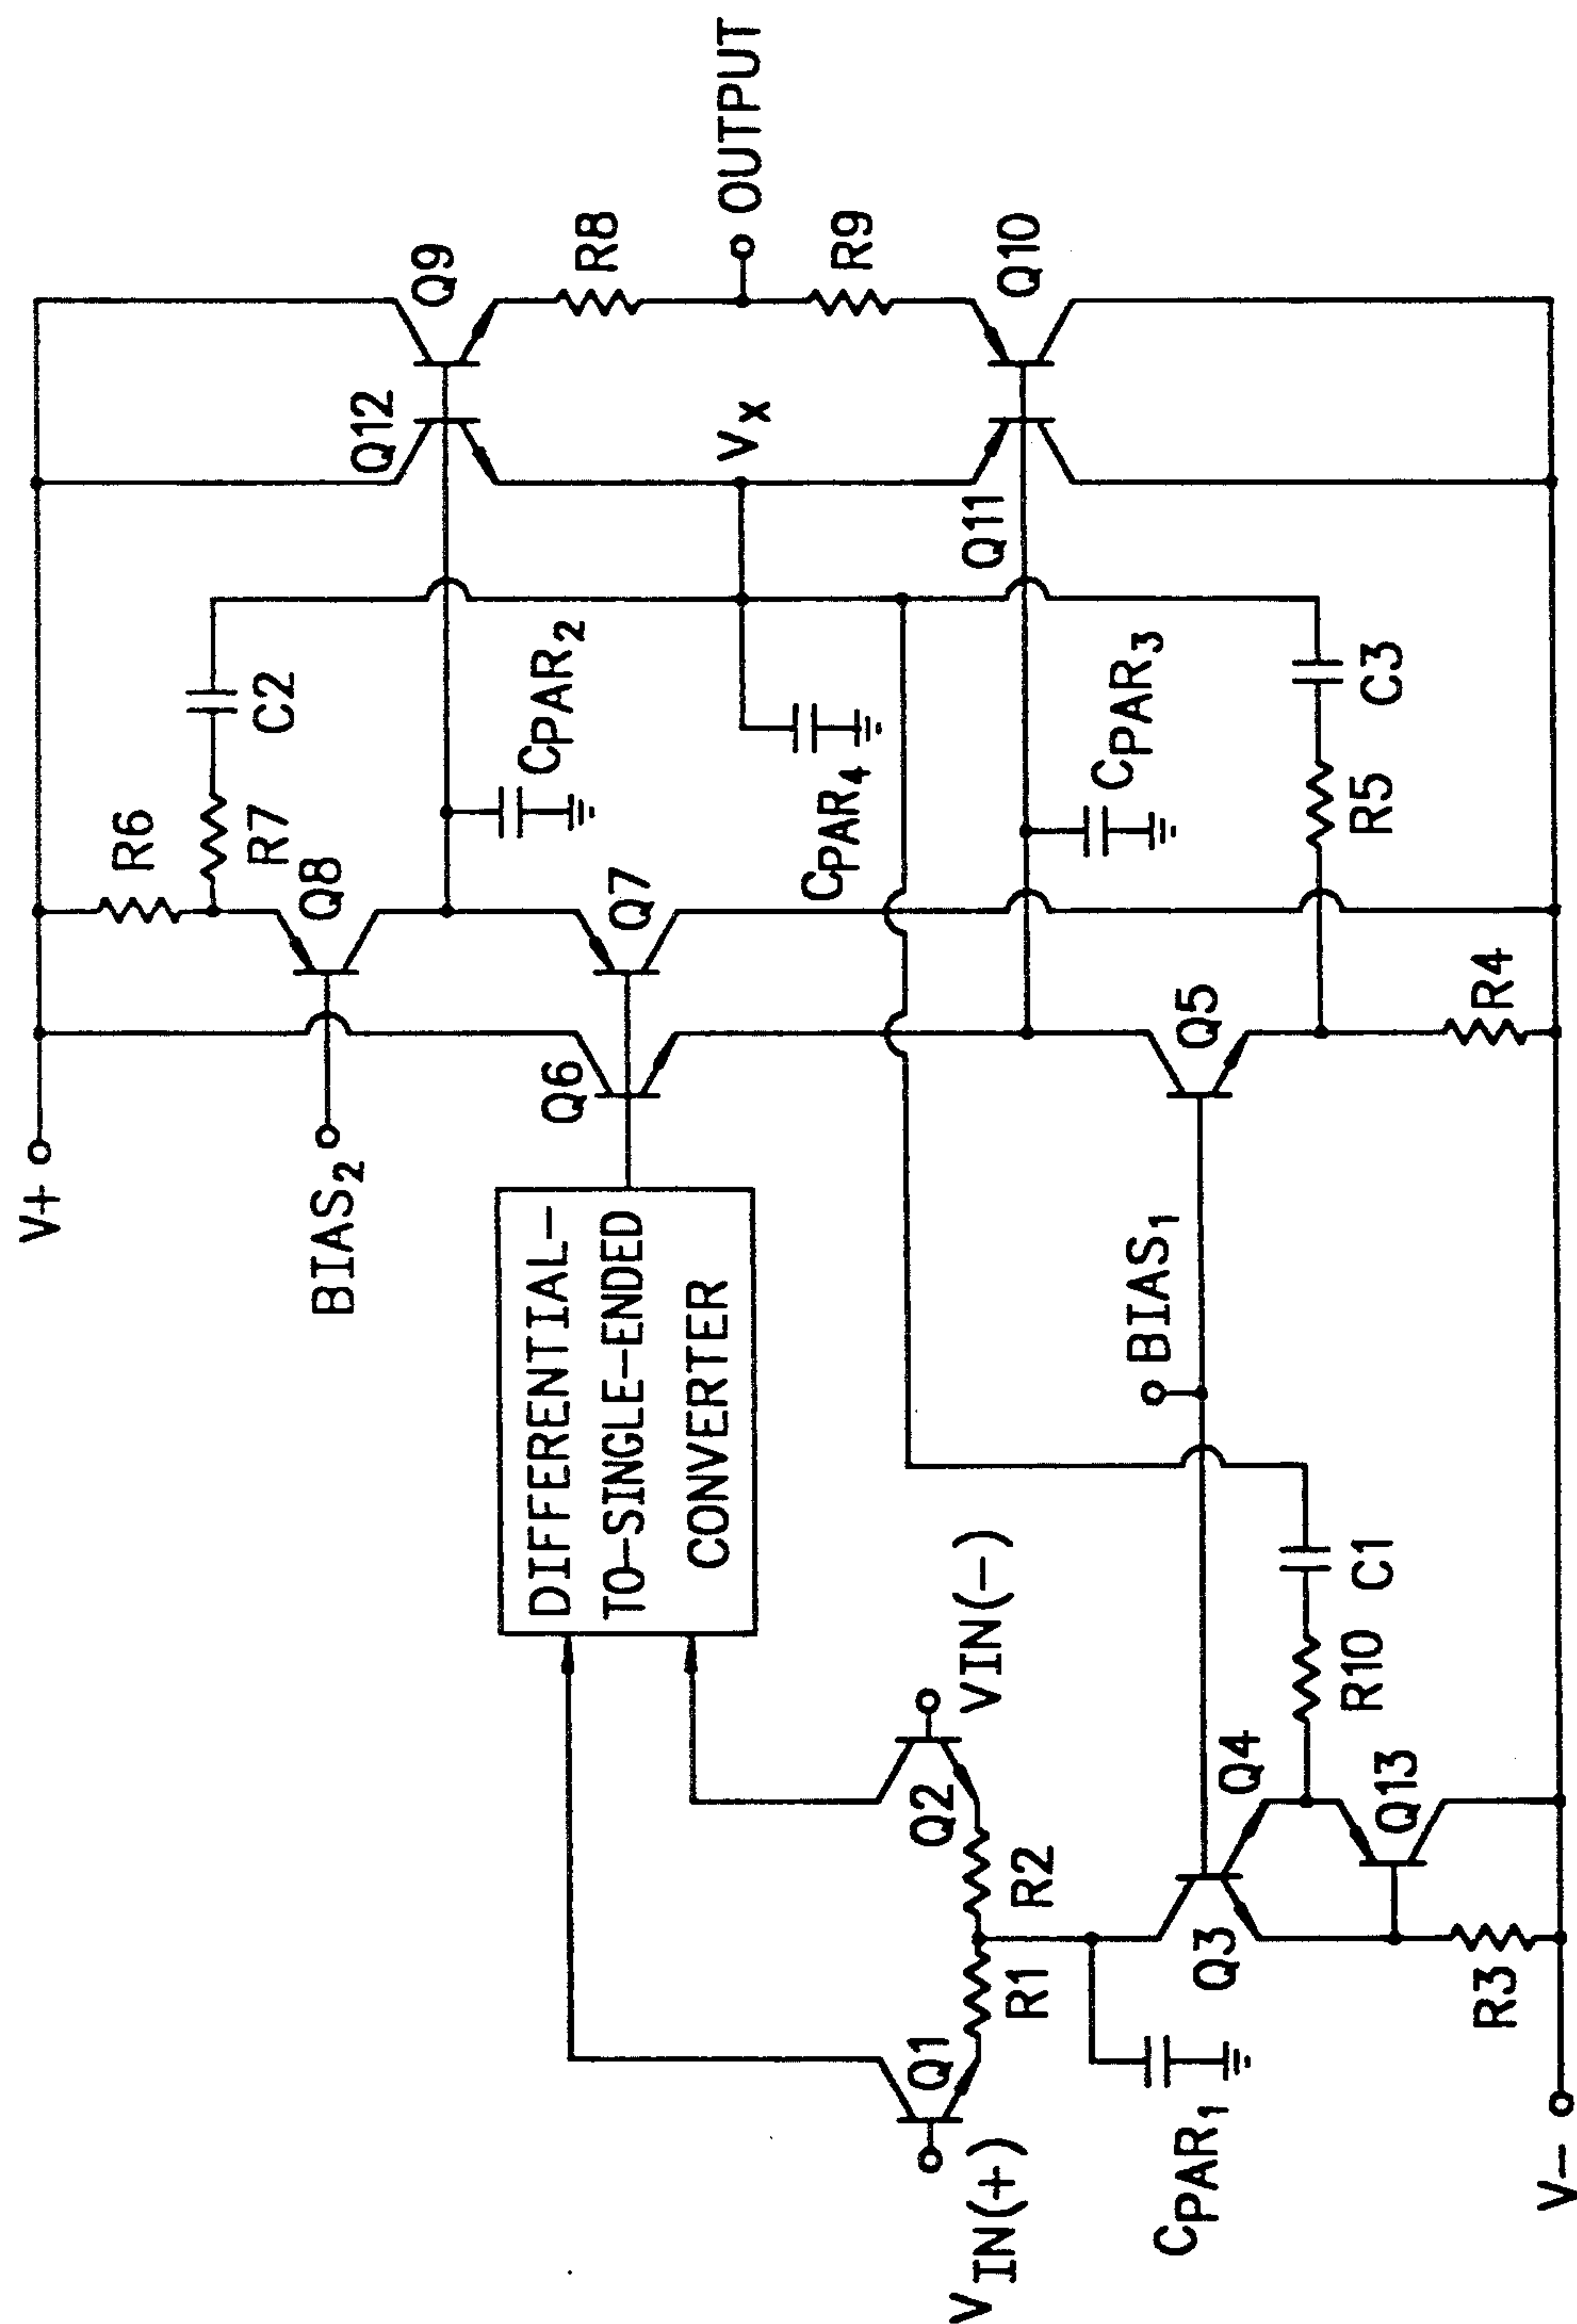 V+
BIAS2
R6
R7
C2
Q8
Q12
Q9
R8
OUTPUT
DIFFERENTIAL-
TO-SINGLE-ENDED
CONVERTER
Q6
Q7
CPAR2
VX
CPAR4
R9
Q10
Q11
CPAR3
VIN(+)
Q1
R1
R2
Q2
VIN(-)
BIAS1
Q5
R5
C3
R4
CPAR1
Q3
Q4
Q13
R10
C1
R3
V-